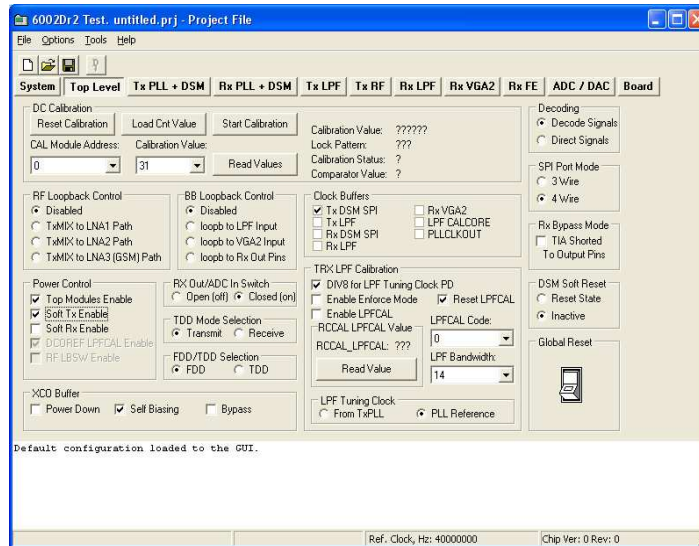 6002Dr2 Test. untitled.prj - Project File
File Options Tools Help
System Top Level Tx PLL + DSM Rx PLL + DSM Tx LPF Tx RF Rx LPF Rx VGA2 Rx FE ADC / DAC Board
DC Calibration
Reset Calibration Load Cnt Value Start Calibration
CAL Module Address: Calibration Value:
0 31 Read Values
Calibration Value: ??????
Lock Pattern: ???
Calibration Status: ?
Comparator Value: ?
Decoding
Decode Signals
Direct Signals
SPI Port Mode
3 Wire
4 Wire
RF Loopback Control
Disabled
TxMIX to LNA1 Path
TxMIX to LNA2 Path
TxMIX to LNA3 (GSM) Path
BB Loopback Control
Disabled
loopb to LPF Input
loopb to VGA2 Input
loopb to Rx Out Pins
Clock Buffers
Tx DSM SPI Rx VGA2
Tx LPF LPF CALCORE
Rx DSM SPI PLLCLKOUT
Rx LPF
Rx Bypass Mode
TIA Shorted
To Output Pins
Power Control
Top Modules Enable
Soft Tx Enable
Soft Rx Enable
DCOREF LPFCAL Enable
RF LBSW Enable
RX Out/ADC In Switch
Open (off) Closed (on)
TDD Mode Selection
Transmit Receive
FDD/TDD Selection
FDD TDD
TRX LPF Calibration
DIV8 for LPF Tuning Clock PD
Enable Enforce Mode Reset LPFCAL
Enable LPFCAL
RCCAL LPFCAL Value
RCCAL_LPFCAL: ???
Read Value
LPFCAL Code:
0
LPF Bandwidth:
14
LPF Tuning Clock
From TxPLL PLL Reference
DSM Soft Reset
Reset State
Inactive
Global Reset
XCO Buffer
Power Down Self Biasing Bypass
Default configuration loaded to the GUI.
Ref. Clock, Hz: 40000000 Chip Ver: 0 Rev: 0